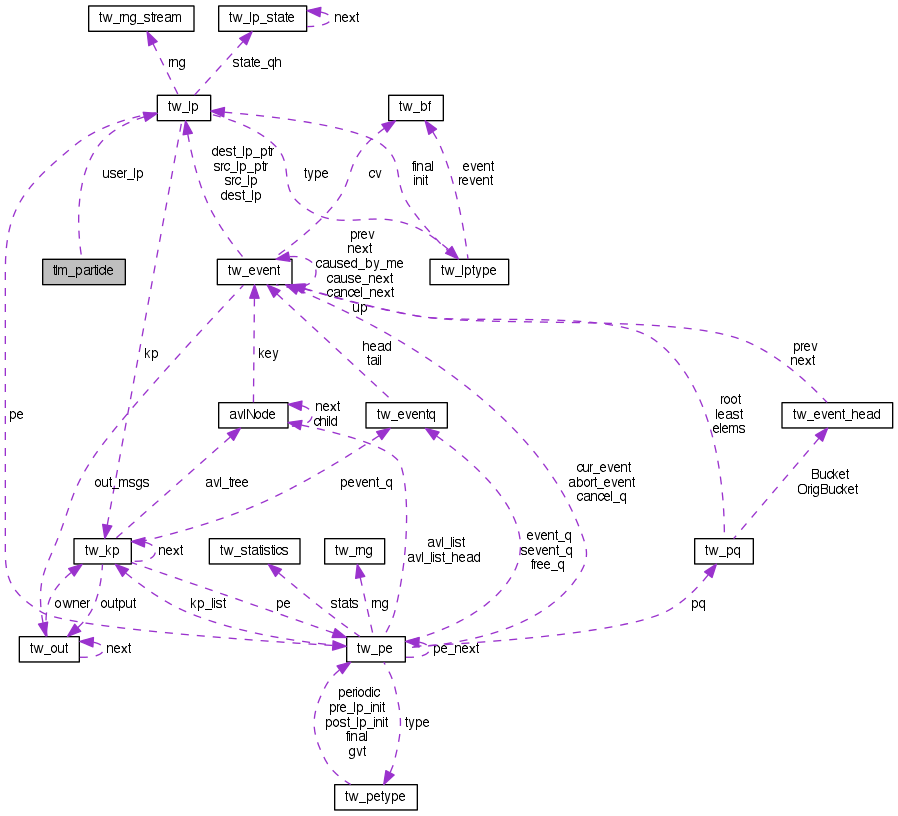 tw_rng_stream
tw_lp_state
next
rng
state_qh
tw_lp
tw_bf
dest_lp_ptr
src_lp_ptr
src_lp
dest_lp
user_lp
type
cv
final
init
event
revent
tlm_particle
tw_event
prev
next
caused_by_me
cause_next
cancel_next
up
tw_lptype
kp
key
head
tail
prev
next
pe
avlNode
next
child
tw_eventq
root
least
elems
tw_event_head
out_msgs
avl_tree
pevent_q
cur_event
abort_event
cancel_q
Bucket
OrigBucket
tw_kp
next
tw_statistics
tw_rng
avl_list
avl_list_head
event_q
sevent_q
free_q
tw_pq
owner
output
kp_list
pe
stats
rng
pq
tw_out
next
tw_pe
pe_next
periodic
pre_lp_init
post_lp_init
final
gvt
type
tw_petype